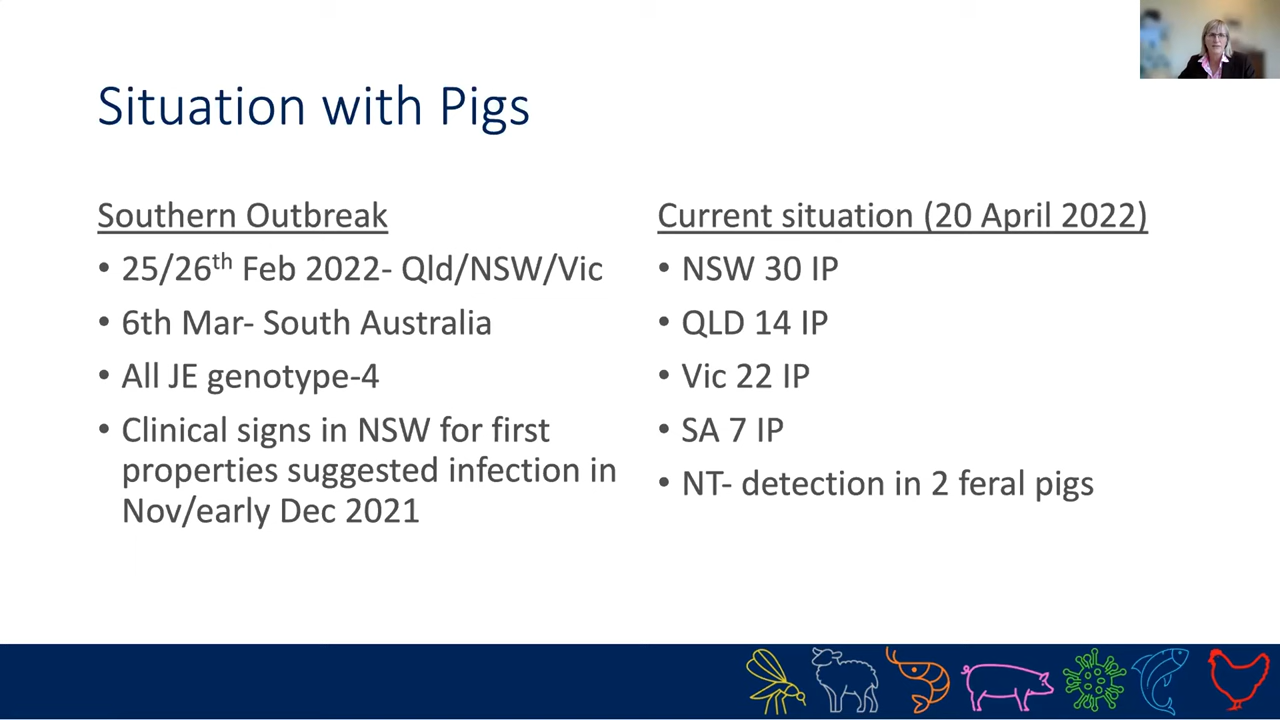 Situation with Pigs
Southern Outbreak
• 25/26th Feb 2022- Qld/NSW/Vic
• 6th Mar- South Australia
• All JE genotype-4
• Clinical signs in NSW for first
properties suggested infection in
Nov/early Dec 2021
Current situation (20 April 2022)
• NSW 30 IP
• QLD 14 IP
• Vic 22 IP
• SA 7 IP
• NT- detection in 2 feral pigs